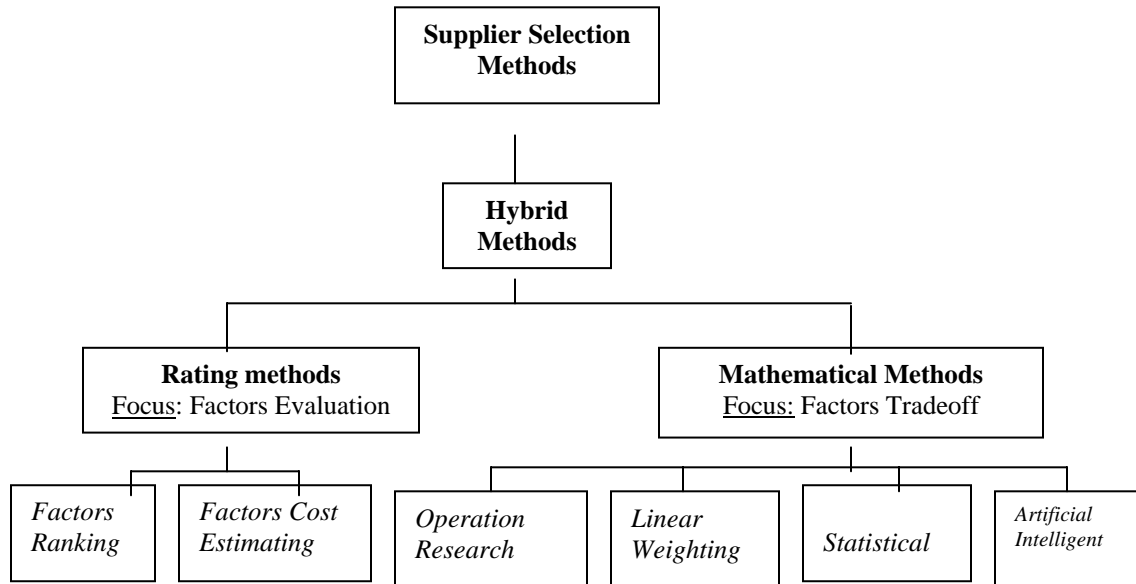 Supplier Selection
Methods
Hybrid
Methods
Rating methods
Focus: Factors Evaluation
Mathematical Methods
Focus: Factors Tradeoff
Factors
Ranking
Factors Cost
Estimating
Operation
Research
Linear
Weighting
Statistical
Artificial
Intelligent